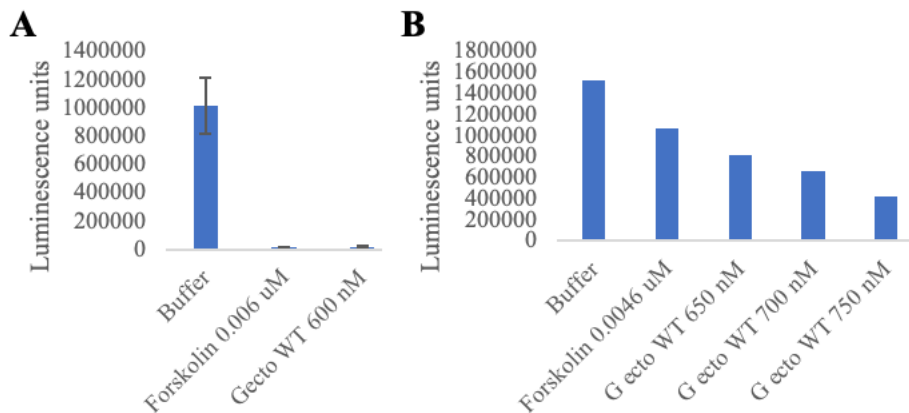 A
Luminescence units
1400000
1200000
1000000
800000
600000
400000
200000
0
Buffer
Forskolin 0.006 uM
Gecto WT 600 nM
B
Luminescence units
1800000
1600000
1400000
1200000
1000000
800000
600000
400000
200000
0
Buffer
Forskolin 0.0046 uM
G ecto WT 650 nM
G ecto WT 700 nM
G ecto WT 750 nM